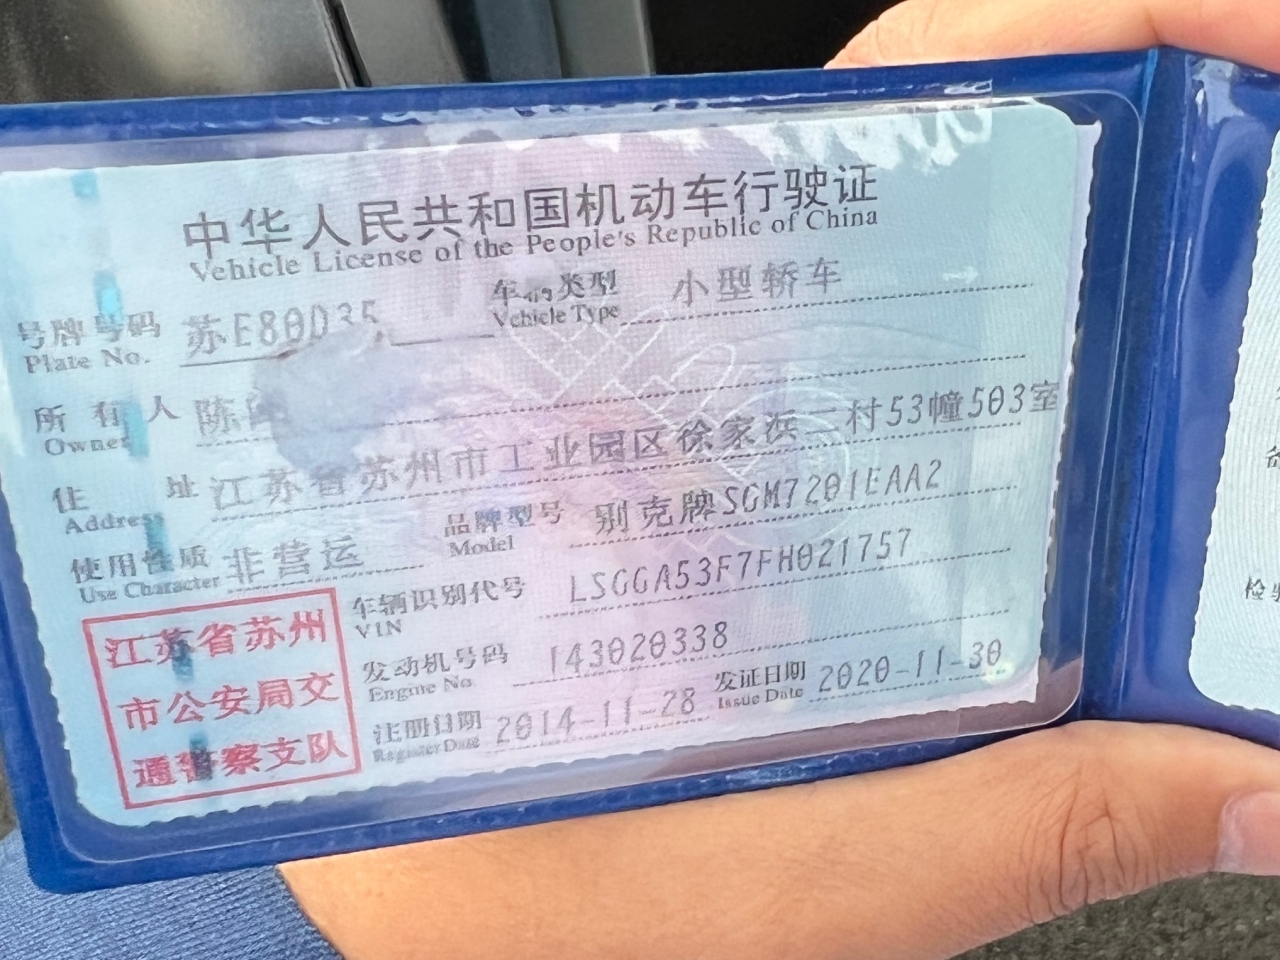 中华人民共和国机动车行驶证
Vehicle License of the People's Republic of China
号牌号码 苏E80D35 车辆类型 小型轿车
Plate No. Vehicle Type
所有人 陈
Owner
住 址 江苏省苏州市工业园区徐家浜二村53幢503室
Address
使用性质 非营运 品牌型号 别克牌SGM7201EAA2
Use Character Model
车辆识别代号 LSGGA53F7FH021757
VIN
发动机号码 143020338
Engine No.
注册日期 2014-11-28 发证日期 2020-11-30
Register Date Issue Date
江苏省苏州
市公安局交
通警察支队
检验